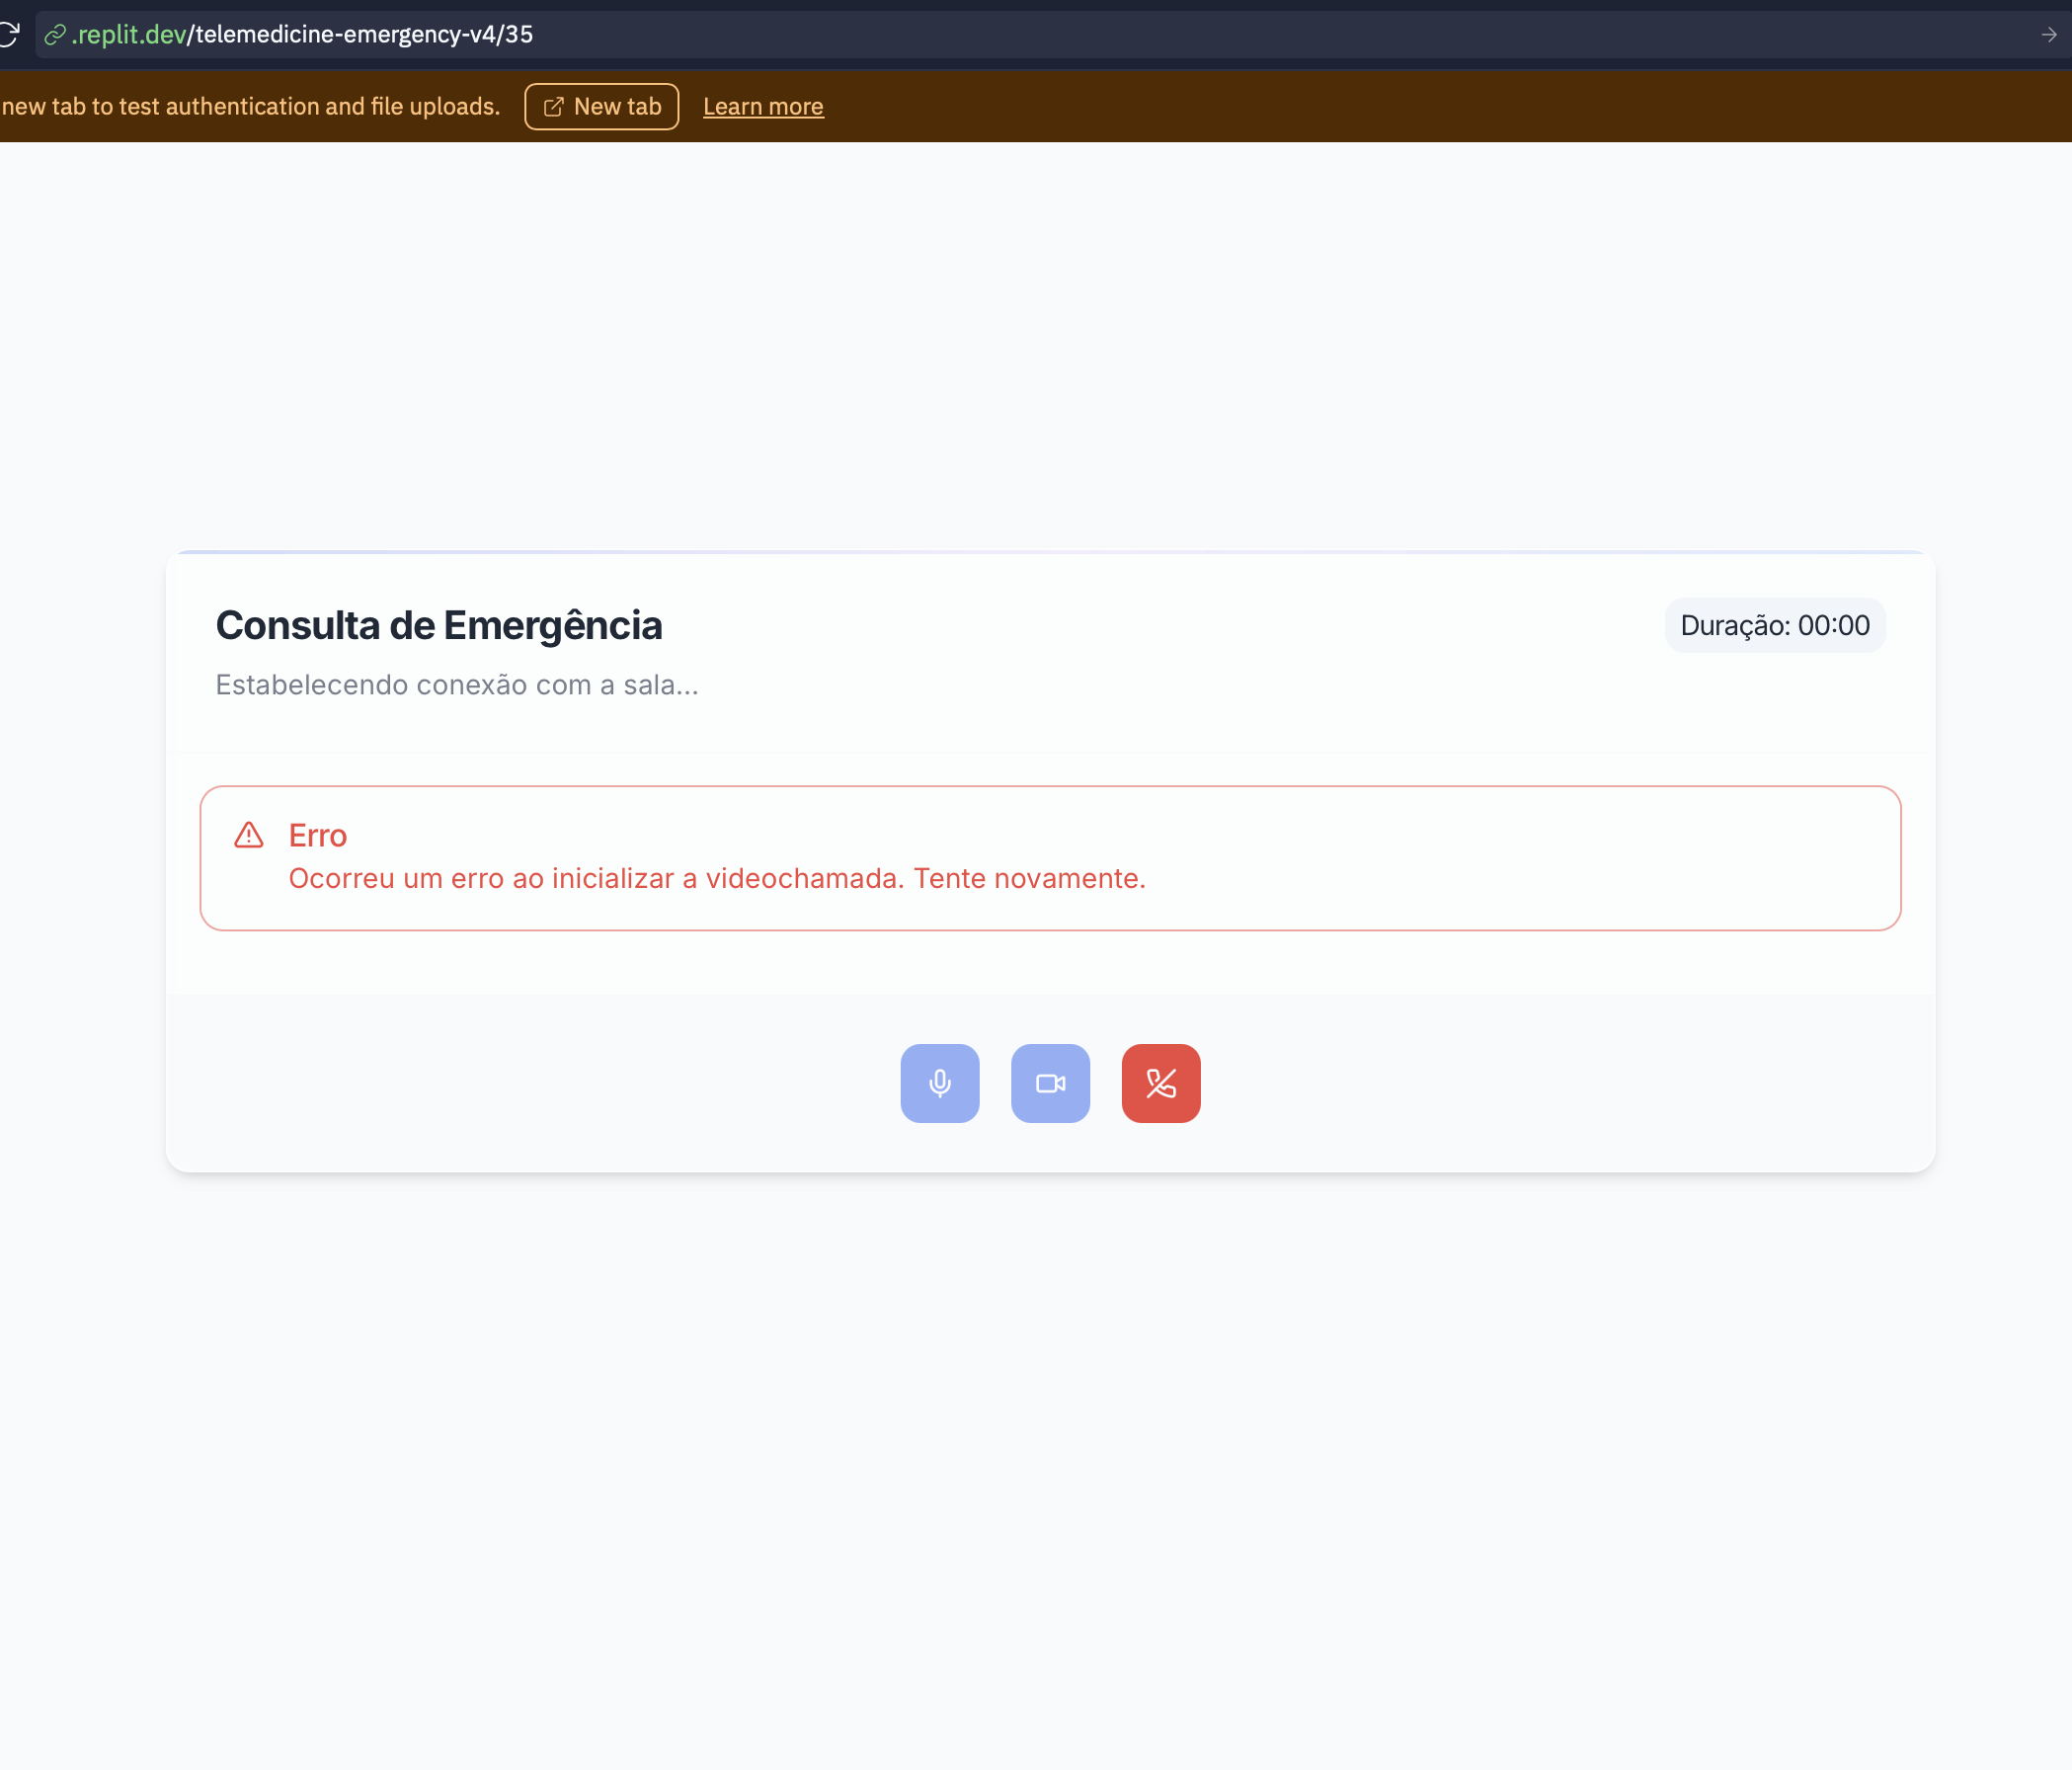 .replit.dev/telemedicine-emergency-v4/35
new tab to test authentication and file uploads. New tab Learn more
Consulta de Emergência
Duração: 00:00
Estabelecendo conexão com a sala...
Erro
Ocorreu um erro ao inicializar a videochamada. Tente novamente.